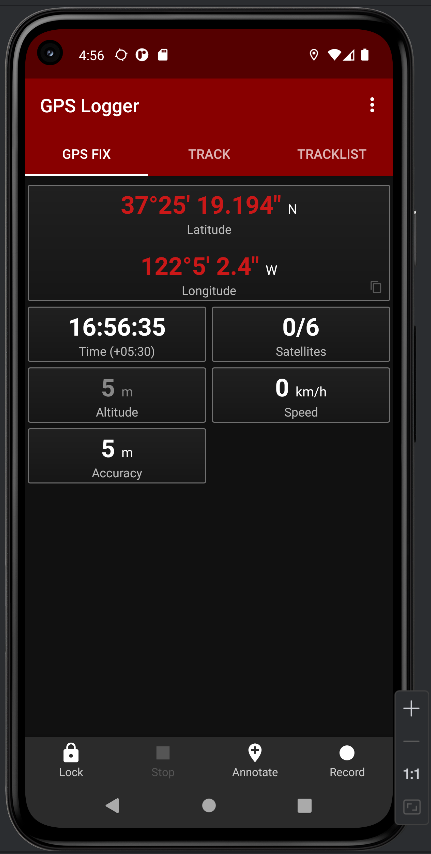 4:56
GPS Logger
GPS FIX TRACK TRACKLIST
37°25' 19.194" N
Latitude
122°5' 2.4" W
Longitude
16:56:35 0/6
Time (+05:30) Satellites
5 m 0 km/h
Altitude Speed
5 m
Accuracy
Lock Stop Annotate Record
1:1